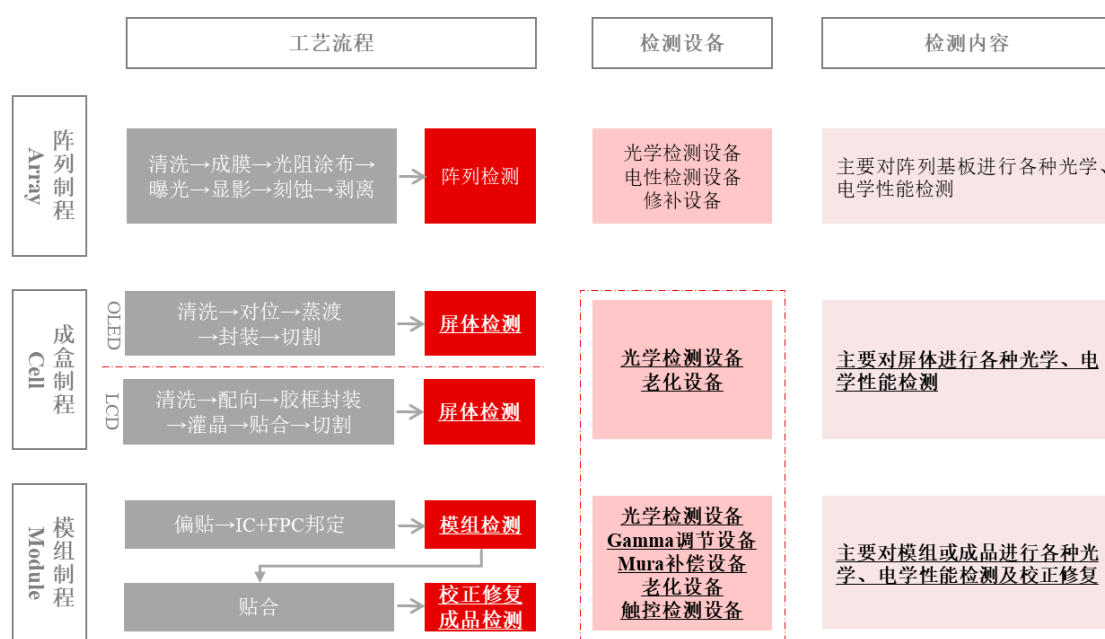 工艺流程
检测设备
检测内容
阵列制程
Array
清洗→成膜→光阻涂布→
曝光→显影→刻蚀→剥离
阵列检测
光学检测设备
电性检测设备
修补设备
主要对阵列基板进行各种光学、
电学性能检测
成盒制程
Cell
OLED
清洗→对位→蒸渡
→封装→切割
屏体检测
LCD
清洗→配向→胶框封装
→灌晶→贴合→切割
屏体检测
光学检测设备
老化设备
主要对屏体进行各种光学、电
学性能检测
模组制程
Module
偏贴→IC+FPC邦定
模组检测
贴合
校正修复
成品检测
光学检测设备
Gamma调节设备
Mura补偿设备
老化设备
触控检测设备
主要对模组或成品进行各种光
学、电学性能检测及校正修复